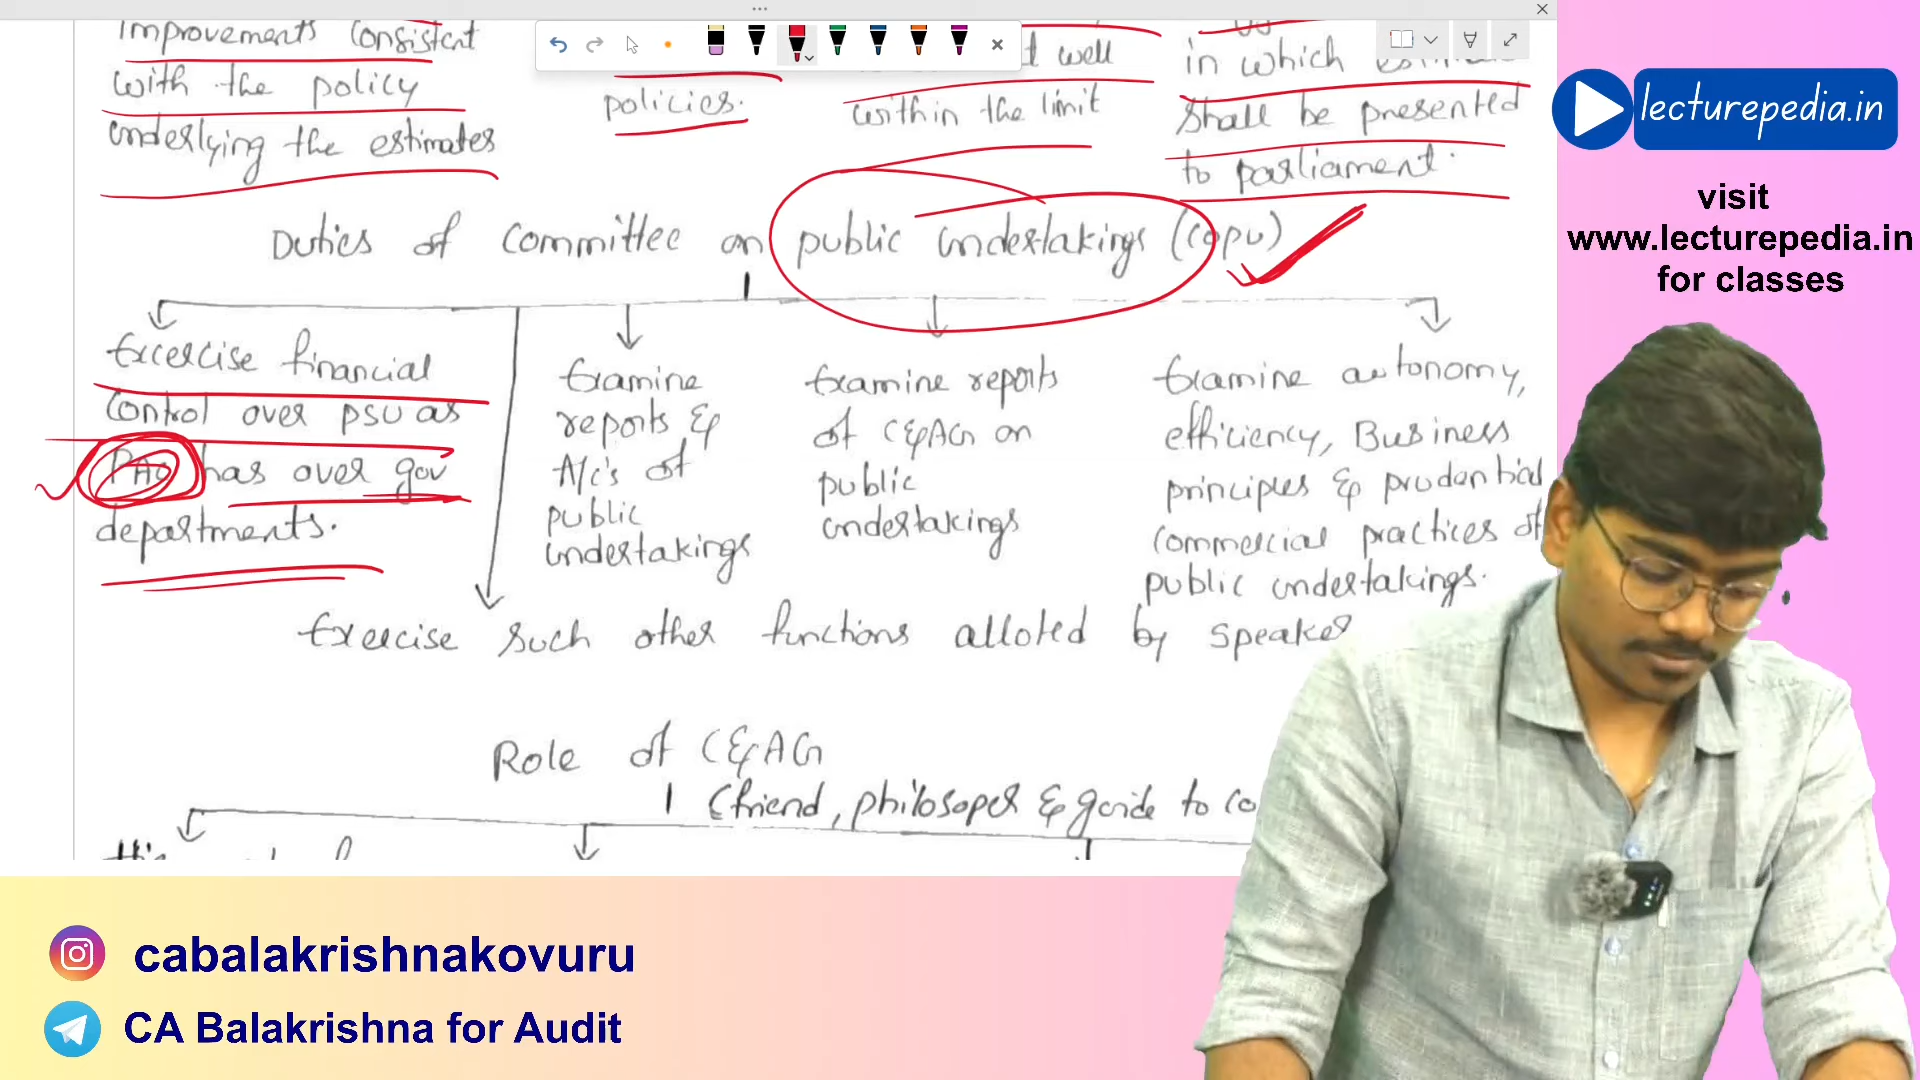 improvements consistent
with the policy
underlying the estimates
policies.
well
within the limit
in which
shall be presented
to parliament.
Duties of committee on public undertakings (COPU)
Excercise financial
control over PSU as
PAC has over gov
departments.
Examine
reports &
A/c's of
public
undertakings
Examine reports
of C&AG on
public
undertakings
Examine autonomy,
efficiency, Business
principles & prudential
commercial practices of
public undertakings.
Exercise such other functions alloted by speaker
Role of C&AG
(friend, philosoper & guide to co
lecturepedia.in
visit
www.lecturepedia.in
for classes
cabalakrishnakovuru
CA Balakrishna for Audit